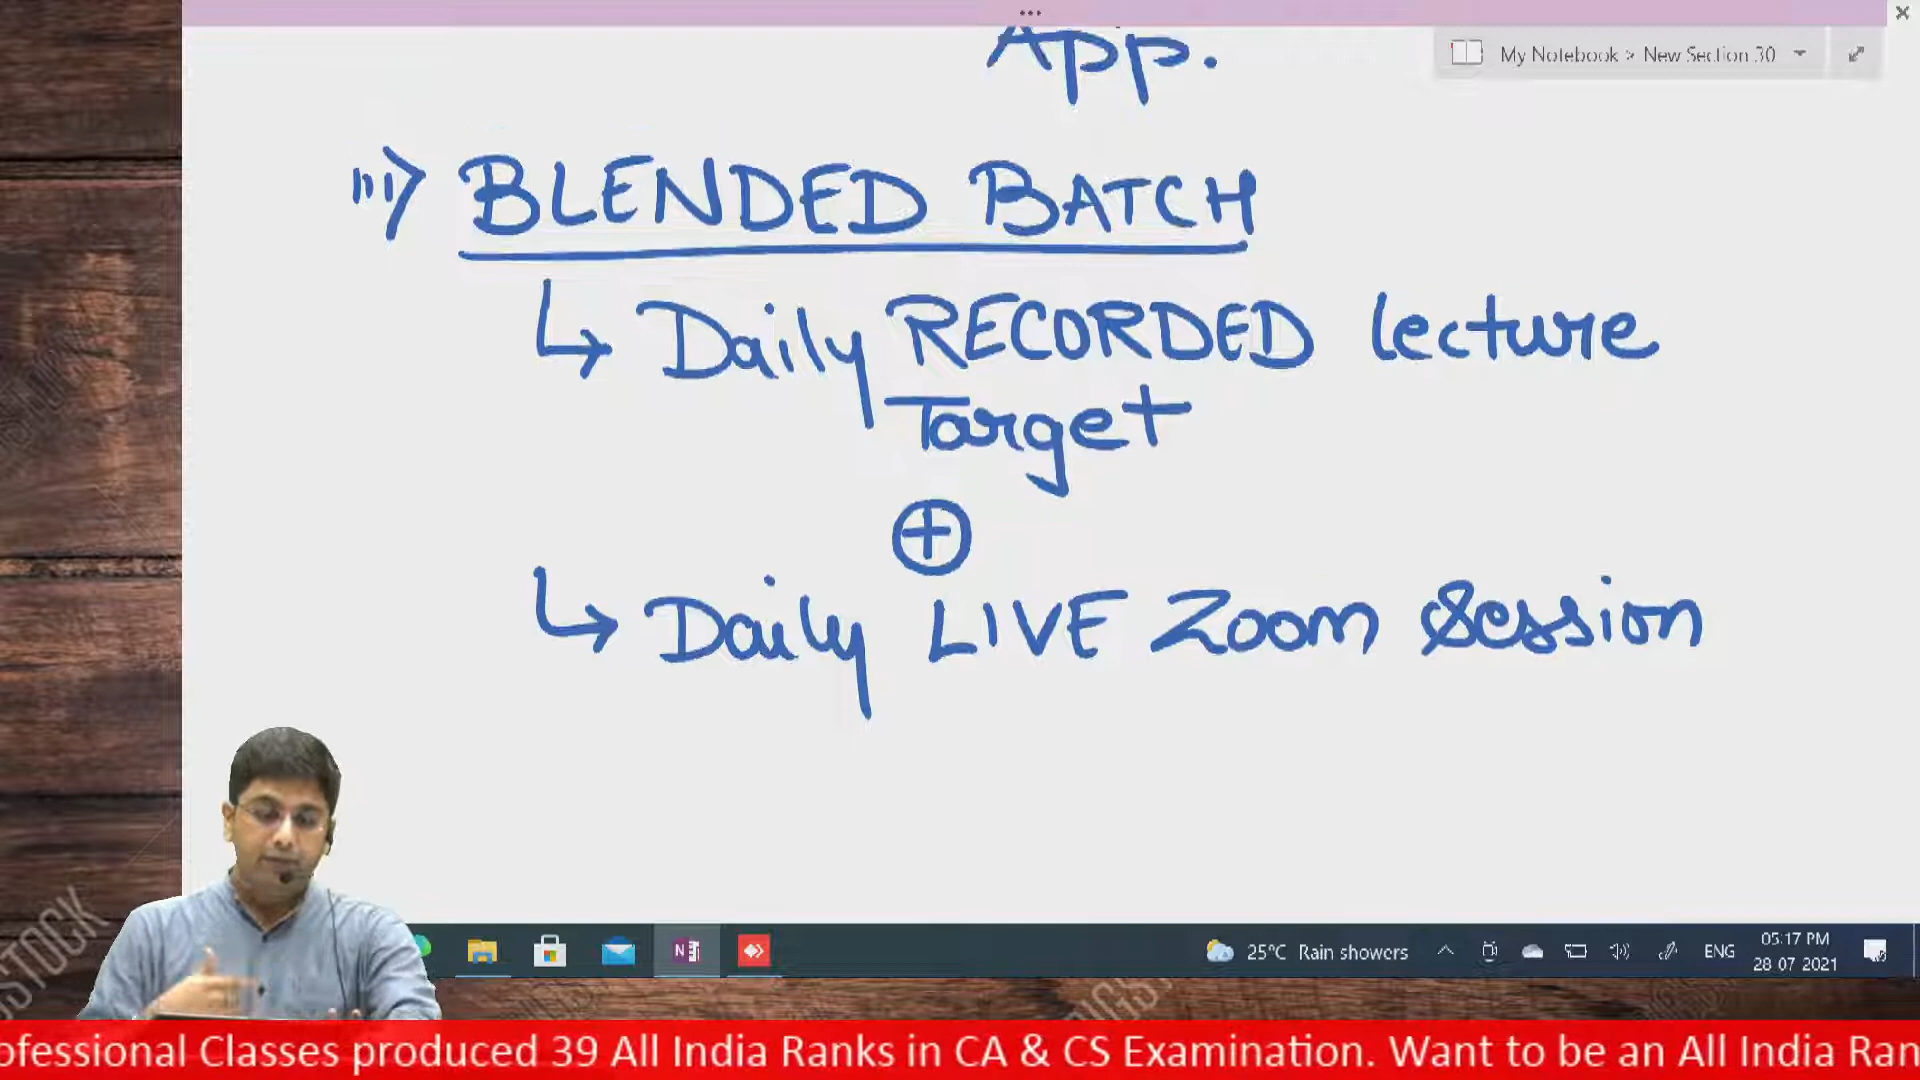 App.
My Notebook > New Section 30
iii) BLENDED BATCH
↳ Daily RECORDED lecture
Target
+
↳ Daily LIVE Zoom Session
25°C Rain showers
ENG
05:17 PM
28-07-2021
ofessional Classes produced 39 All India Ranks in CA & CS Examination. Want to be an All India Ran